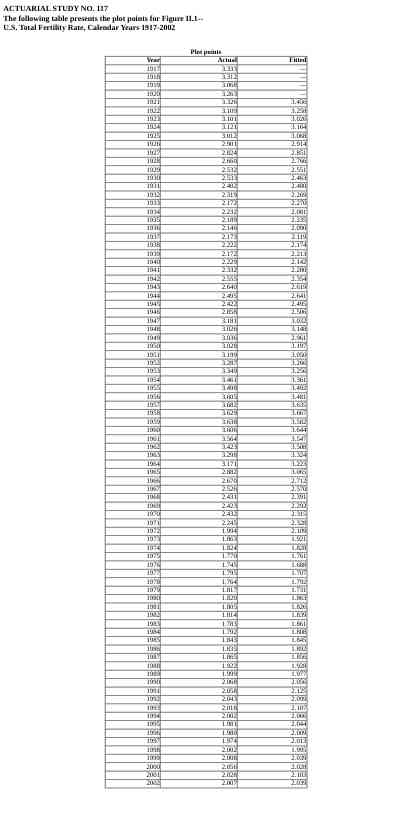 ACTUARIAL STUDY NO. 117
The following table presents the plot points for Figure II.1--
U.S. Total Fertility Rate, Calendar Years 1917-2002
Plot points
Year Actual Fitted
1917 3.333 —
1918 3.312 —
1919 3.068 —
1920 3.263 —
1921 3.326 3.456
1922 3.109 3.258
1923 3.101 3.026
1924 3.121 3.104
1925 3.012 3.068
1926 2.901 2.914
1927 2.824 2.851
1928 2.660 2.766
1929 2.532 2.551
1930 2.533 2.463
1931 2.402 2.480
1932 2.319 2.269
1933 2.172 2.270
1934 2.232 2.081
1935 2.189 2.235
1936 2.146 2.090
1937 2.173 2.119
1938 2.222 2.174
1939 2.172 2.213
1940 2.229 2.142
1941 2.332 2.280
1942 2.555 2.354
1943 2.640 2.619
1944 2.495 2.641
1945 2.422 2.495
1946 2.858 2.506
1947 3.181 3.032
1948 3.026 3.148
1949 3.036 2.961
1950 3.028 3.197
1951 3.199 3.050
1952 3.287 3.266
1953 3.349 3.256
1954 3.461 3.361
1955 3.498 3.492
1956 3.605 3.481
1957 3.682 3.635
1958 3.629 3.667
1959 3.638 3.562
1960 3.606 3.644
1961 3.564 3.547
1962 3.423 3.508
1963 3.298 3.324
1964 3.171 3.223
1965 2.882 3.065
1966 2.670 2.712
1967 2.526 2.570
1968 2.431 2.391
1969 2.423 2.292
1970 2.432 2.315
1971 2.245 2.328
1972 1.994 2.109
1973 1.863 1.921
1974 1.824 1.828
1975 1.770 1.761
1976 1.745 1.688
1977 1.795 1.707
1978 1.764 1.792
1979 1.817 1.731
1980 1.820 1.863
1981 1.805 1.826
1982 1.814 1.839
1983 1.783 1.861
1984 1.792 1.808
1985 1.843 1.845
1986 1.835 1.892
1987 1.865 1.856
1988 1.922 1.928
1989 1.999 1.977
1990 2.068 2.056
1991 2.058 2.125
1992 2.043 2.099
1993 2.018 2.107
1994 2.002 2.066
1995 1.981 2.044
1996 1.980 2.009
1997 1.974 2.013
1998 2.002 1.995
1999 2.008 2.039
2000 2.056 2.028
2001 2.028 2.103
2002 2.007 2.039